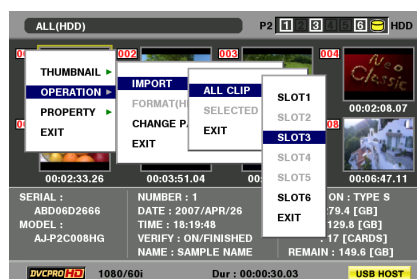 ALL(HDD) P2 1 3 6 HDD
002 003 004
THUMBNAIL
OPERATION
PROPERTY
EXIT
IMPORT
FORMAT(H
CHANGE P
EXIT
ALL CLIP
SELECTED
EXIT
SLOT1
SLOT2
SLOT3
SLOT4
SLOT5
SLOT6
EXIT
Neo Classic
00:02:08.07
08
00:02:33.26 00:03:51.04 00: 00:06:47.11
SERIAL : NUMBER : 1 ON : TYPE S
ABD06D2666 DATE : 2007/APR/26 :79.4 [GB]
MODEL : TIME : 18:19:48 :129.8 [GB]
AJ-P2C008HG VERIFY : ON/FINISHED :17 [CARDS]
NAME : SAMPLE NAME REMAIN : 149.6 [GB]
DVCPRO HD 1080/60i Dur : 00:00:30.03 USB HOST